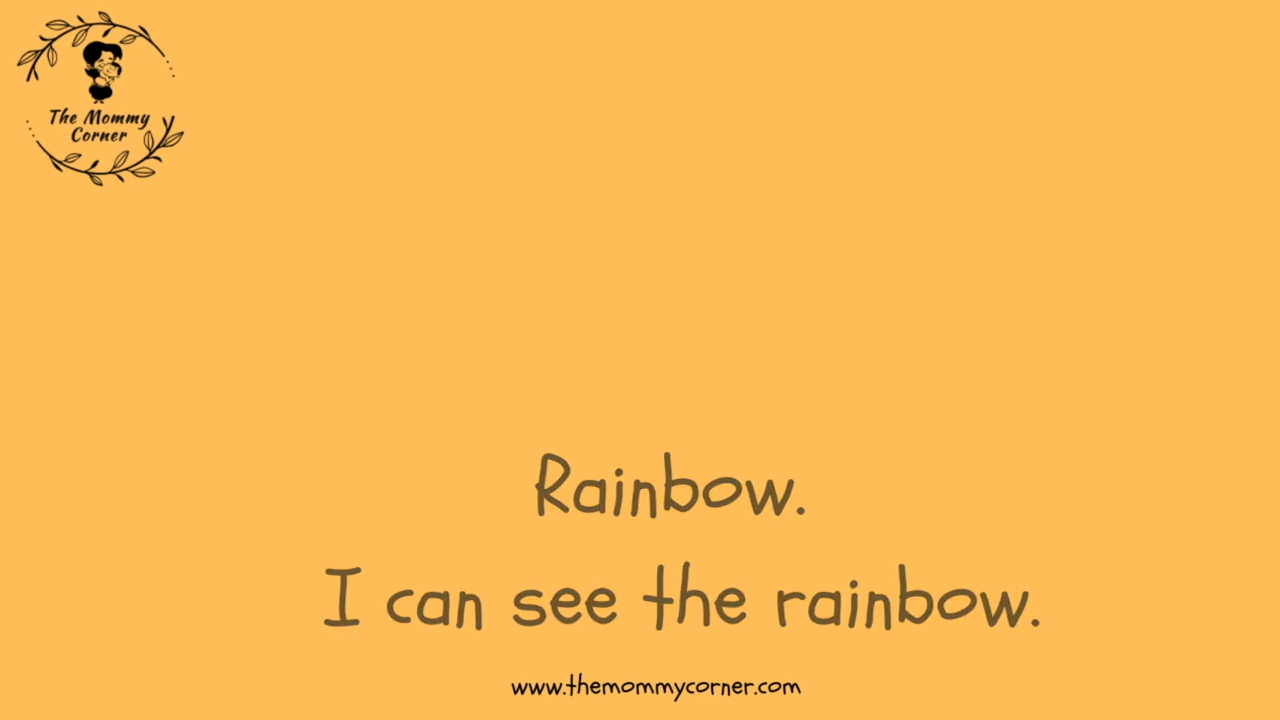 The Mommy
Corner
Rainbow.
I can see the rainbow.
www.themommycorner.com